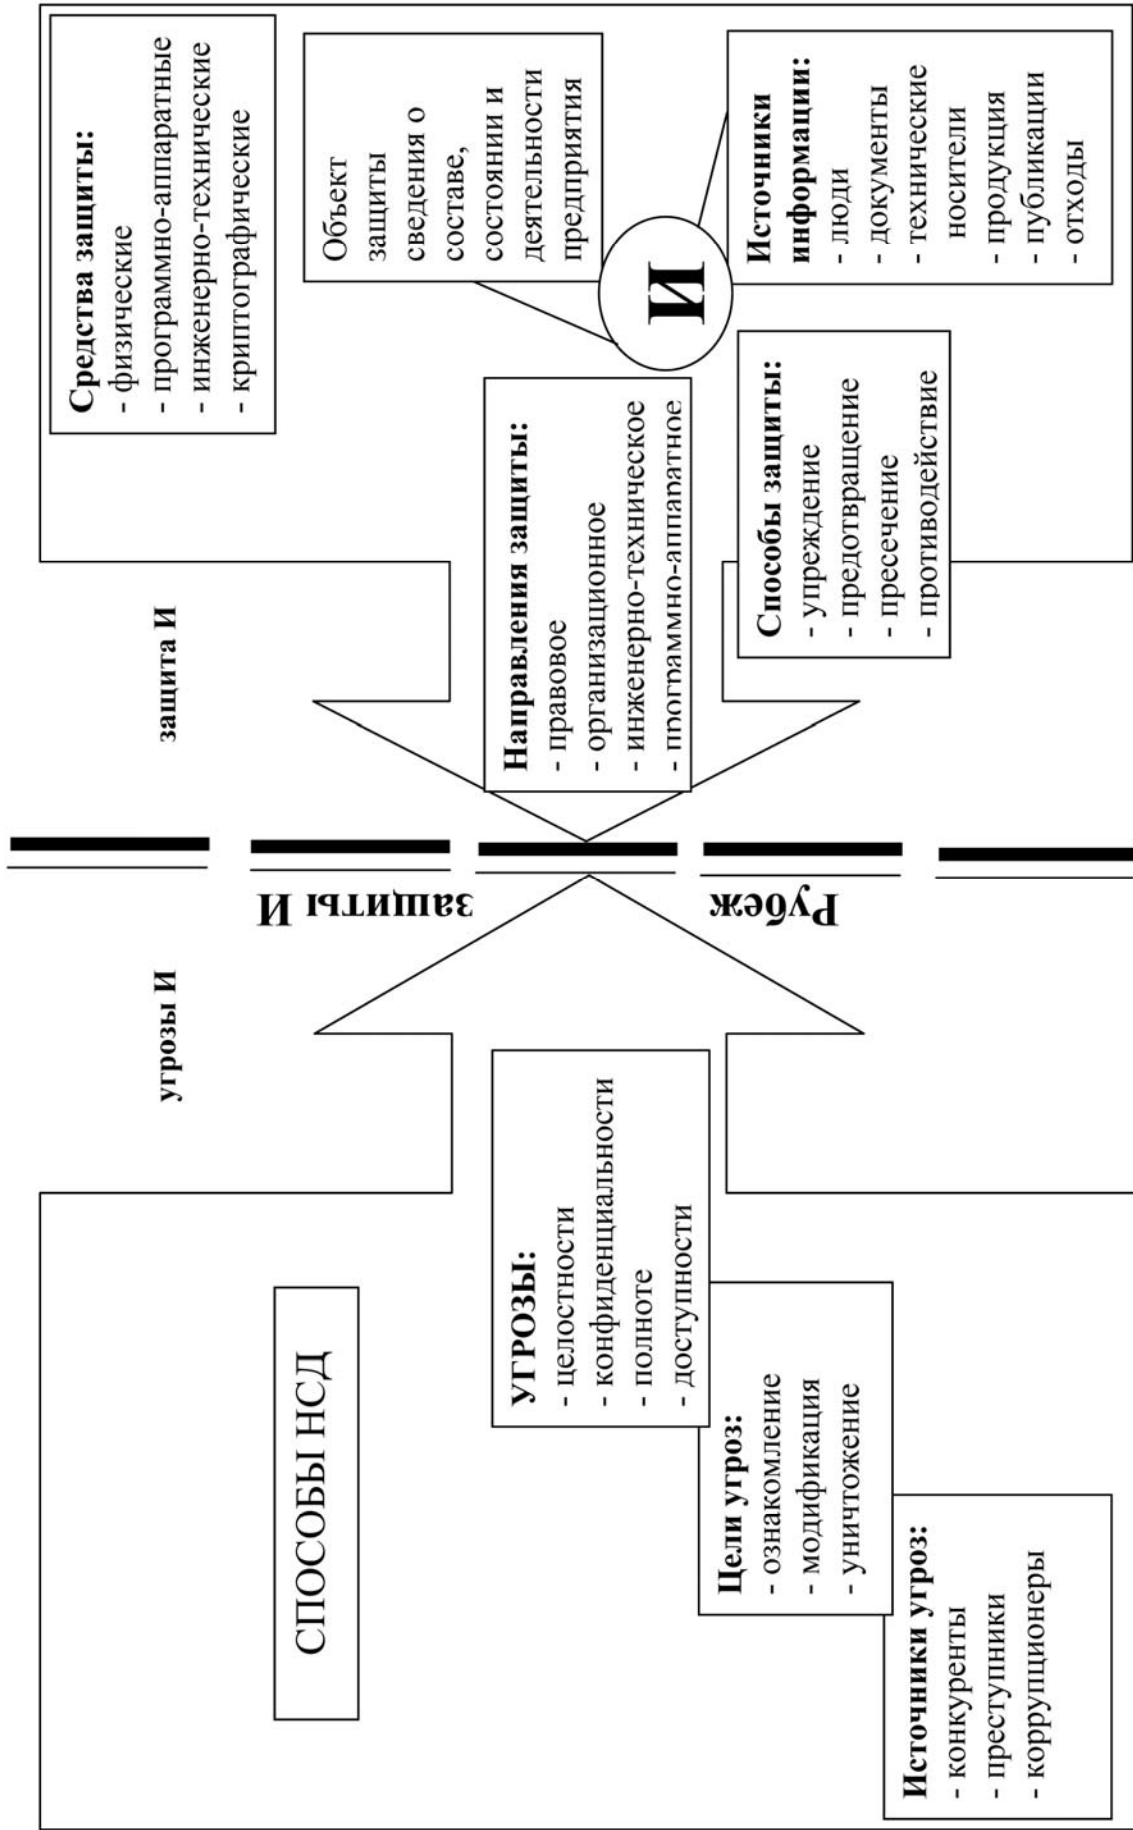 СПОСОБЫ НСД
угрозы И
УГРОЗЫ:
- целостности
- конфиденциальности
- полноте
- доступности
Цели угроз:
- ознакомление
- модификация
- уничтожение
Источники угроз:
- конкуренты
- преступники
- коррупционеры
Рубеж
защиты И
защита И
Средства защиты:
- физические
- программно-аппаратные
- инженерно-технические
- криптографические
Направления защиты:
- правовое
- организационное
- инженерно-техническое
- программно-аппаратное
Объект
защиты
сведения о
составе,
состоянии и
деятельности
предприятия
И
Способы защиты:
- упреждение
- предотвращение
- пресечение
- противодействие
Источники
информации:
- люди
- документы
- технические
носители
- продукция
- публикации
- отходы